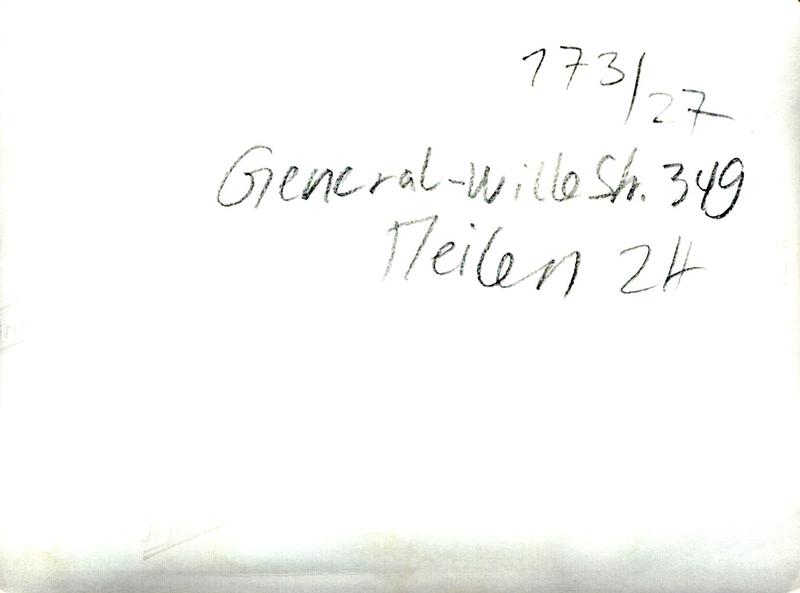 173/27
General-Wille Str. 349
Meilen ZH